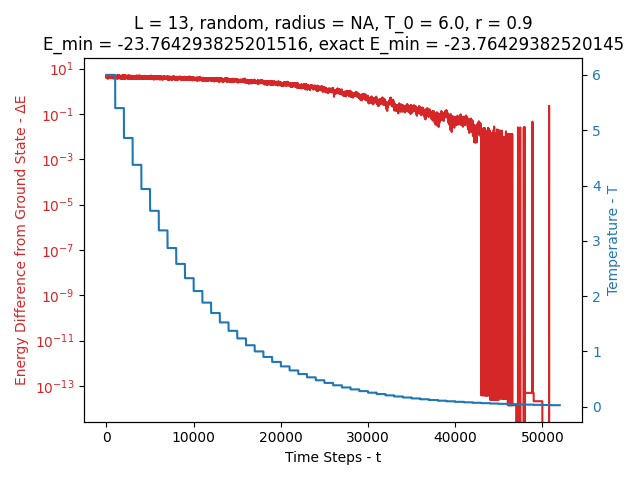 L = 13, random, radius = NA, T_0 = 6.0, r = 0.9
E_min = -23.764293825201516, exact E_min = -23.76429382520145
Energy Difference from Ground State - ΔE
10¹
10⁻¹
10⁻³
10⁻⁵
10⁻⁷
10⁻⁹
10⁻¹¹
10⁻¹³
6
5
4
3
2
1
0
Temperature - T
0 10000 20000 30000 40000 50000
Time Steps - t